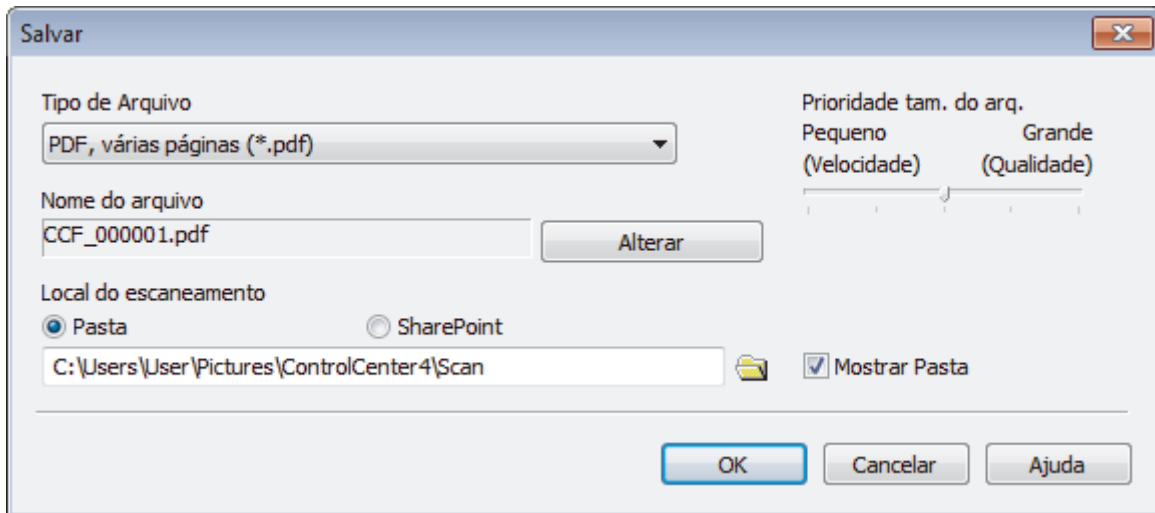 Salvar
Tipo de Arquivo
PDF, várias páginas (*.pdf)
Prioridade tam. do arq.
Pequeno Grande
(Velocidade) (Qualidade)
Nome do arquivo
CCF_000001.pdf
Alterar
Local do escaneamento
Pasta
SharePoint
C:\Users\User\Pictures\ControlCenter4\Scan
Mostrar Pasta
OK
Cancelar
Ajuda